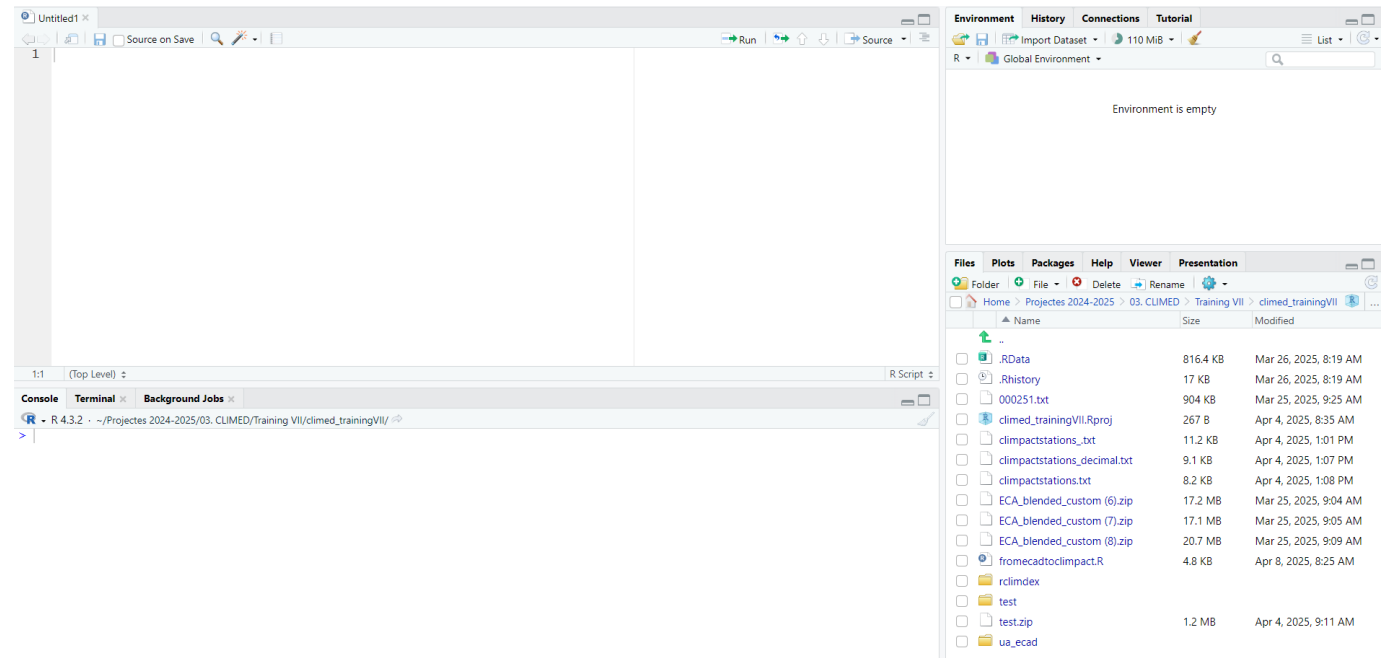 Untitled1
Source on Save
Run
Source
1
1:1 (Top Level)
R Script
Console Terminal Background Jobs
R 4.3.2 · ~/Projectes 2024-2025/03. CLIMED/Training VII/climed_trainingVII/
>
Environment History Connections Tutorial
Import Dataset 110 MiB List
R Global Environment
Environment is empty
Files Plots Packages Help Viewer Presentation
Folder File Delete Rename
Home > Projectes 2024-2025 > 03. CLIMED > Training VII > climed_trainingVII ...
Name Size Modified
..
.RData 816.4 KB Mar 26, 2025, 8:19 AM
.Rhistory 17 KB Mar 26, 2025, 8:19 AM
000251.txt 904 KB Mar 25, 2025, 9:25 AM
climed_trainingVII.Rproj 267 B Apr 4, 2025, 8:35 AM
climpactstations_.txt 11.2 KB Apr 4, 2025, 1:01 PM
climpactstations_decimal.txt 9.1 KB Apr 4, 2025, 1:07 PM
climpactstations.txt 8.2 KB Apr 4, 2025, 1:08 PM
ECA_blended_custom (6).zip 17.2 MB Mar 25, 2025, 9:04 AM
ECA_blended_custom (7).zip 17.1 MB Mar 25, 2025, 9:05 AM
ECA_blended_custom (8).zip 20.7 MB Mar 25, 2025, 9:09 AM
fromecadtoclimpact.R 4.8 KB Apr 8, 2025, 8:25 AM
rclimdex
test
test.zip 1.2 MB Apr 4, 2025, 9:11 AM
ua_ecad